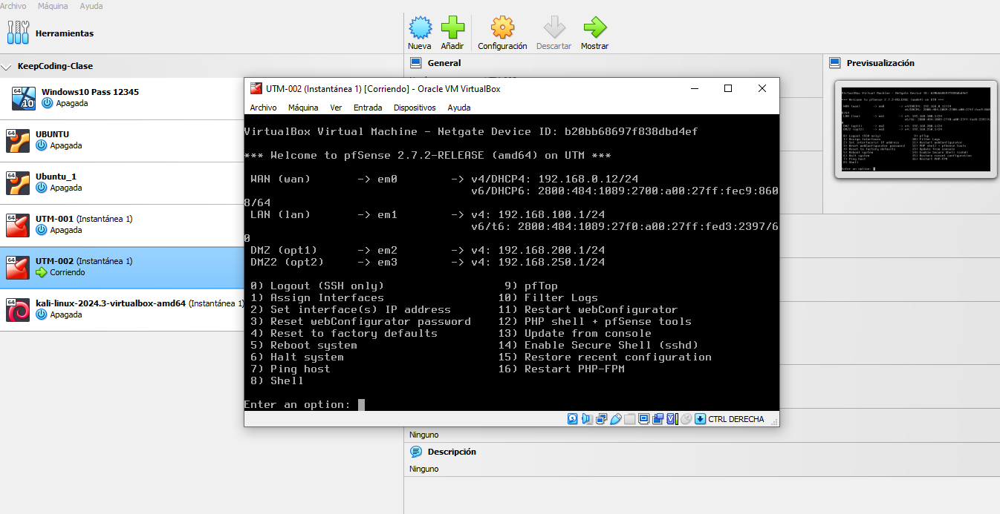 Archivo Máquina Ayuda
Herramientas
Nueva Añadir Configuración Descartar Mostrar
KeepCoding-Clase
General
Previsualización
Windows10 Pass 12345
Apagada
UBUNTU
Apagada
Ubuntu_1
Apagada
UTM-001 (Instantánea 1)
Apagada
UTM-002 (Instantánea 1)
Corriendo
kali-linux-2024.3-virtualbox-amd64 (Instantánea 1)
Apagada
UTM-002 (Instantánea 1) [Corriendo] - Oracle VM VirtualBox
Archivo Máquina Ver Entrada Dispositivos Ayuda
VirtualBox Virtual Machine - Netgate Device ID: b20bb68697f838dbd4ef
*** Welcome to pfSense 2.7.2-RELEASE (amd64) on UTM ***
WAN (wan) -> em0 -> v4/DHCP4: 192.168.0.12/24
v6/DHCP6: 2800:484:1089:2700:a00:27ff:fec9:860
8/64
LAN (lan) -> em1 -> v4: 192.168.100.1/24
v6/t6: 2800:484:1089:27f0:a00:27ff:fed3:2397/6
0
DMZ (opt1) -> em2 -> v4: 192.168.200.1/24
DMZ2 (opt2) -> em3 -> v4: 192.168.250.1/24
0) Logout (SSH only) 9) pfTop
1) Assign Interfaces 10) Filter Logs
2) Set interface(s) IP address 11) Restart webConfigurator
3) Reset webConfigurator password 12) PHP shell + pfSense tools
4) Reset to factory defaults 13) Update from console
5) Reboot system 14) Enable Secure Shell (sshd)
6) Halt system 15) Restore recent configuration
7) Ping host 16) Restart PHP-FPM
8) Shell
Enter an option:
CTRL DERECHA
Ninguno
Descripción
Ninguno